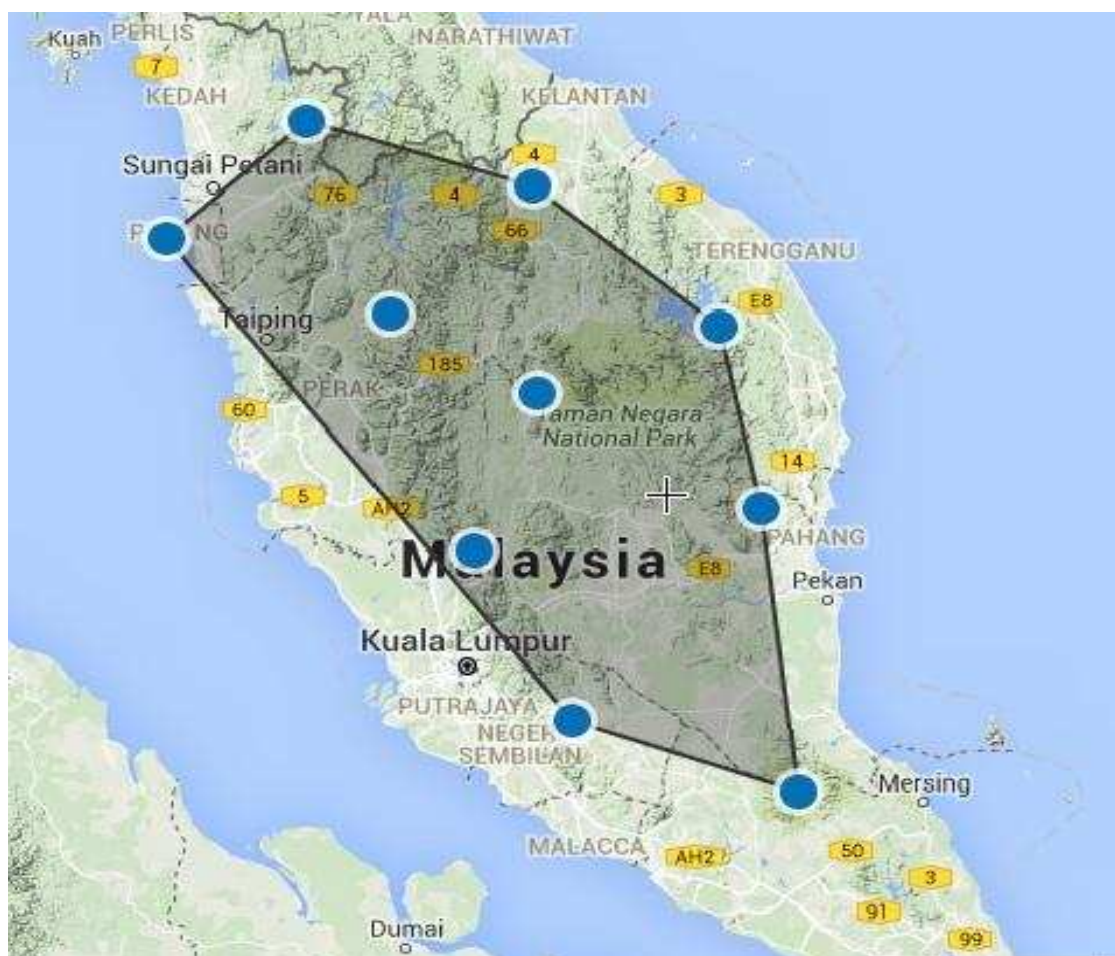 YALA
Kuah
PERLIS
NARATHIWAT
7
KEDAH
KELANTAN
Sungai Petani
4
76
4
3
66
TERENGGANU
E8
Taiping
185
PERAK
60
Taman Negara
National Park
14
5
AH2
PAHANG
Malaysia
E8
Pekan
Kuala Lumpur
PUTRAJAYA
NEGERI
SEMBILAN
Mersing
MALACCA
AH2
50
3
91
Dumai
99